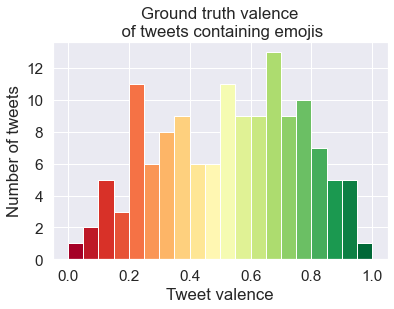 Ground truth valence
of tweets containing emojis
Number of tweets
12
10
8
6
4
2
0
0.0 0.2 0.4 0.6 0.8 1.0
Tweet valence